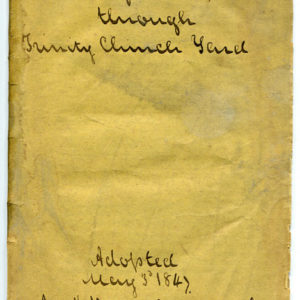 through
Trinity Church Yard
Adopted
May 3d 1847